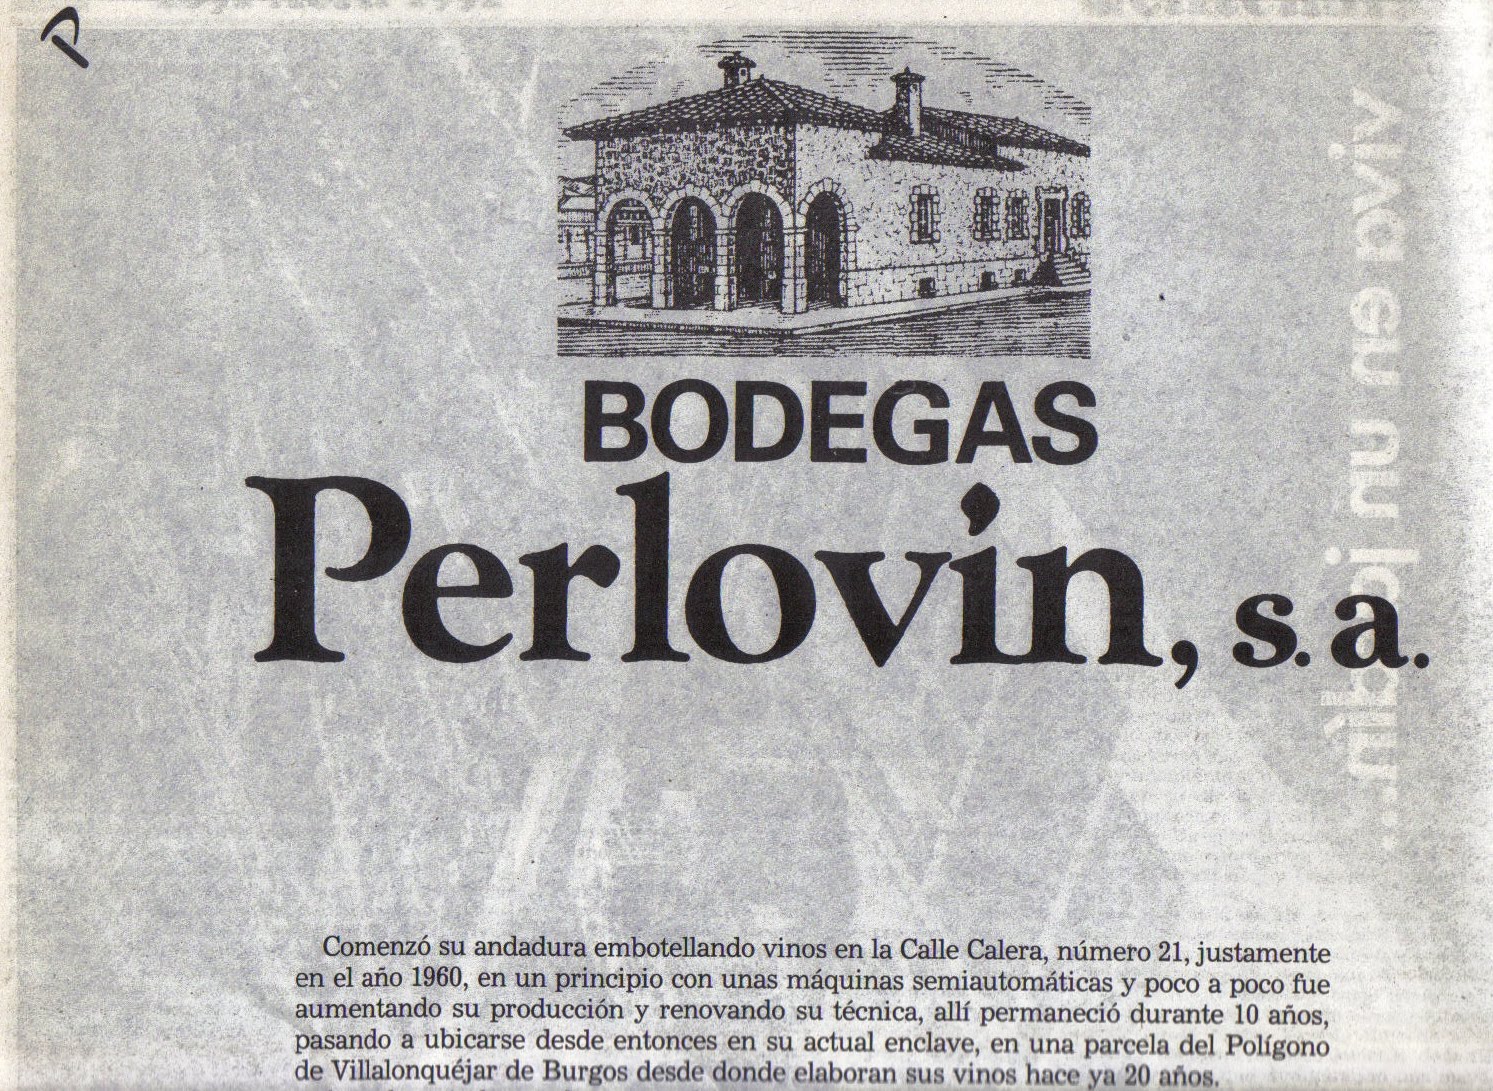 P
BODEGAS
Perlovin, s.a.
Comenzó su andadura embotellando vinos en la Calle Calera, número 21, justamente
en el año 1960, en un principio con unas máquinas semiautomáticas y poco a poco fue
aumentando su producción y renovando su técnica, allí permaneció durante 10 años,
pasando a ubicarse desde entonces en su actual enclave, en una parcela del Polígono
de Villalonquéjar de Burgos desde donde elaboran sus vinos hace ya 20 años.